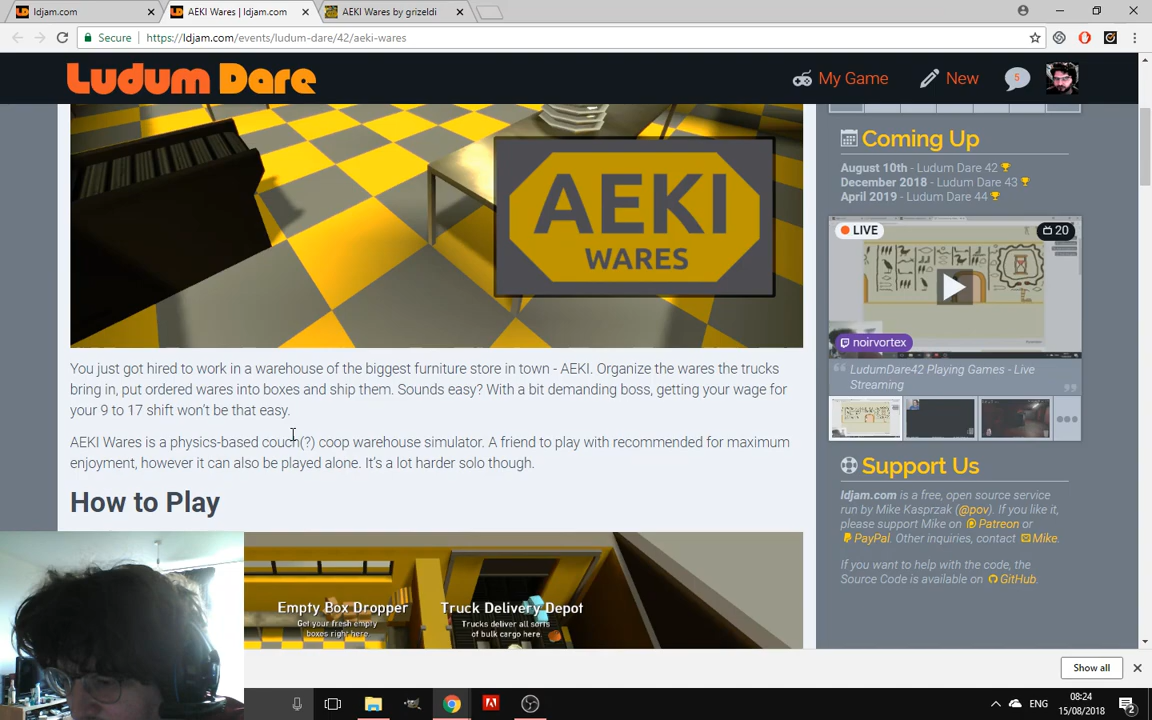 ldjam.com
AEKI Wares | ldjam.com
AEKI Wares by grizeldi
Secure
https://ldjam.com/events/ludum-dare/42/aeki-wares
LUDUM DARE
My Game
New
5
AEKI
WARES
You just got hired to work in a warehouse of the biggest furniture store in town - AEKI. Organize the wares the trucks
bring in, put ordered wares into boxes and ship them. Sounds easy? With a bit demanding boss, getting your wage for
your 9 to 17 shift won't be that easy.
AEKI Wares is a physics-based couch(?) coop warehouse simulator. A friend to play with recommended for maximum
enjoyment, however it can also be played alone. It's a lot harder solo though.
How to Play
Empty Box Dropper
Get your fresh empty
boxes right here.
Truck Delivery Depot
Trucks deliver all sorts
of bulk cargo here.
Coming Up
August 10th - Ludum Dare 42
December 2018 - Ludum Dare 43
April 2019 - Ludum Dare 44
LIVE
20
noirvortex
LudumDare42 Playing Games - Live
Streaming
Support Us
ldjam.com is a free, open source service
run by Mike Kasprzak (@pov). If you like it,
please support Mike on Patreon or
PayPal. Other inquiries, contact Mike.
If you want to help with the code, the
Source Code is available on GitHub.
Show all
ENG
08:24
15/08/2018
2